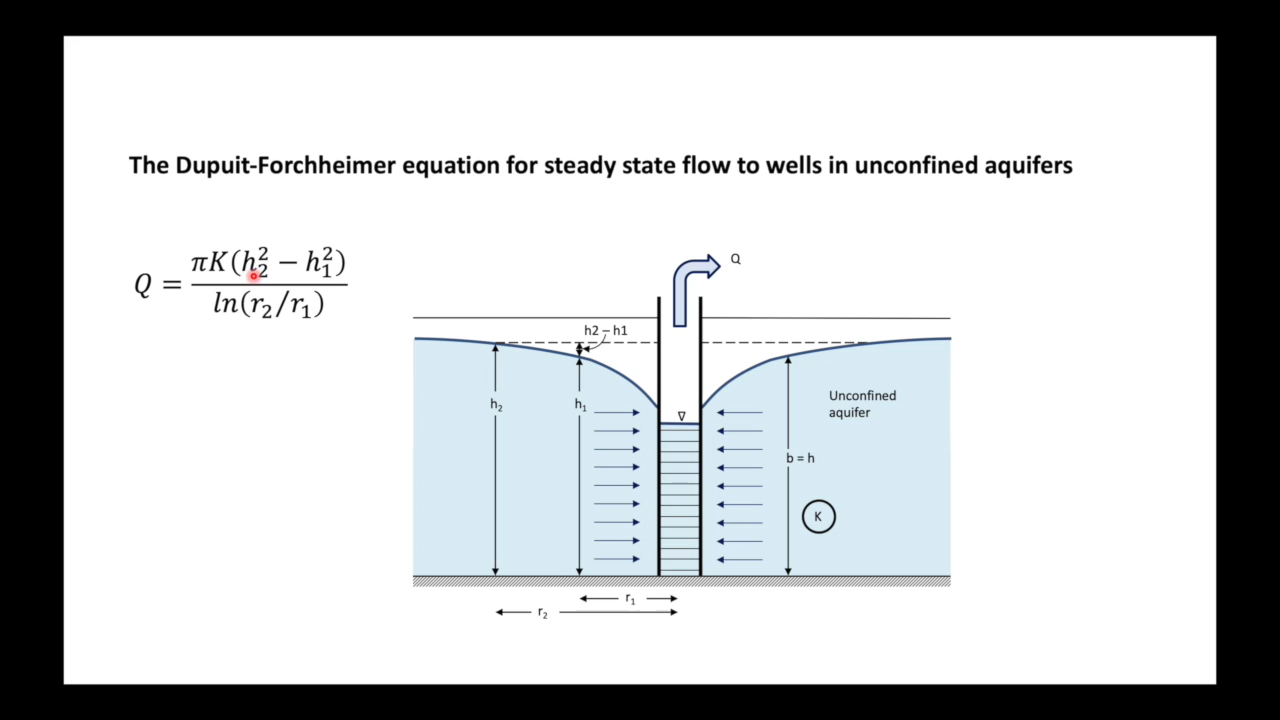 The Dupuit-Forchheimer equation for steady state flow to wells in unconfined aquifers
Q = πK(h₂² − h₁²) / ln(r₂/r₁)
Q
h2 – h1
h₂
h₁
∇
Unconfined
aquifer
b = h
K
r₁
r₂